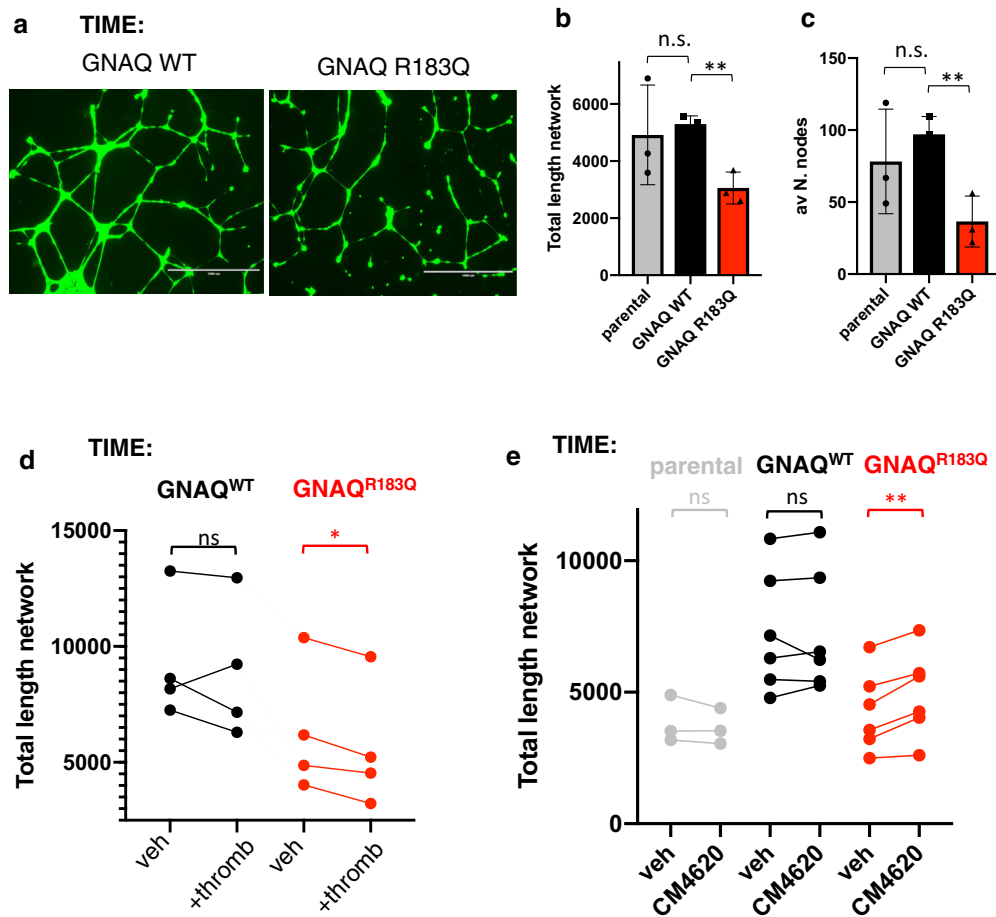 a
TIME:
GNAQ WT
GNAQ R183Q
b
n.s.
**
Total length network
6000
4000
2000
0
parental
GNAQ WT
GNAQ R183Q
c
n.s.
**
av N. nodes
150
100
50
0
parental
GNAQ WT
GNAQ R183Q
d
TIME:
GNAQWT
GNAQR183Q
ns
*
Total length network
15000
10000
5000
veh
+thromb
veh
+thromb
e
TIME:
parental
GNAQWT
GNAQR183Q
ns
ns
**
Total length network
10000
5000
0
veh
CM4620
veh
CM4620
veh
CM4620